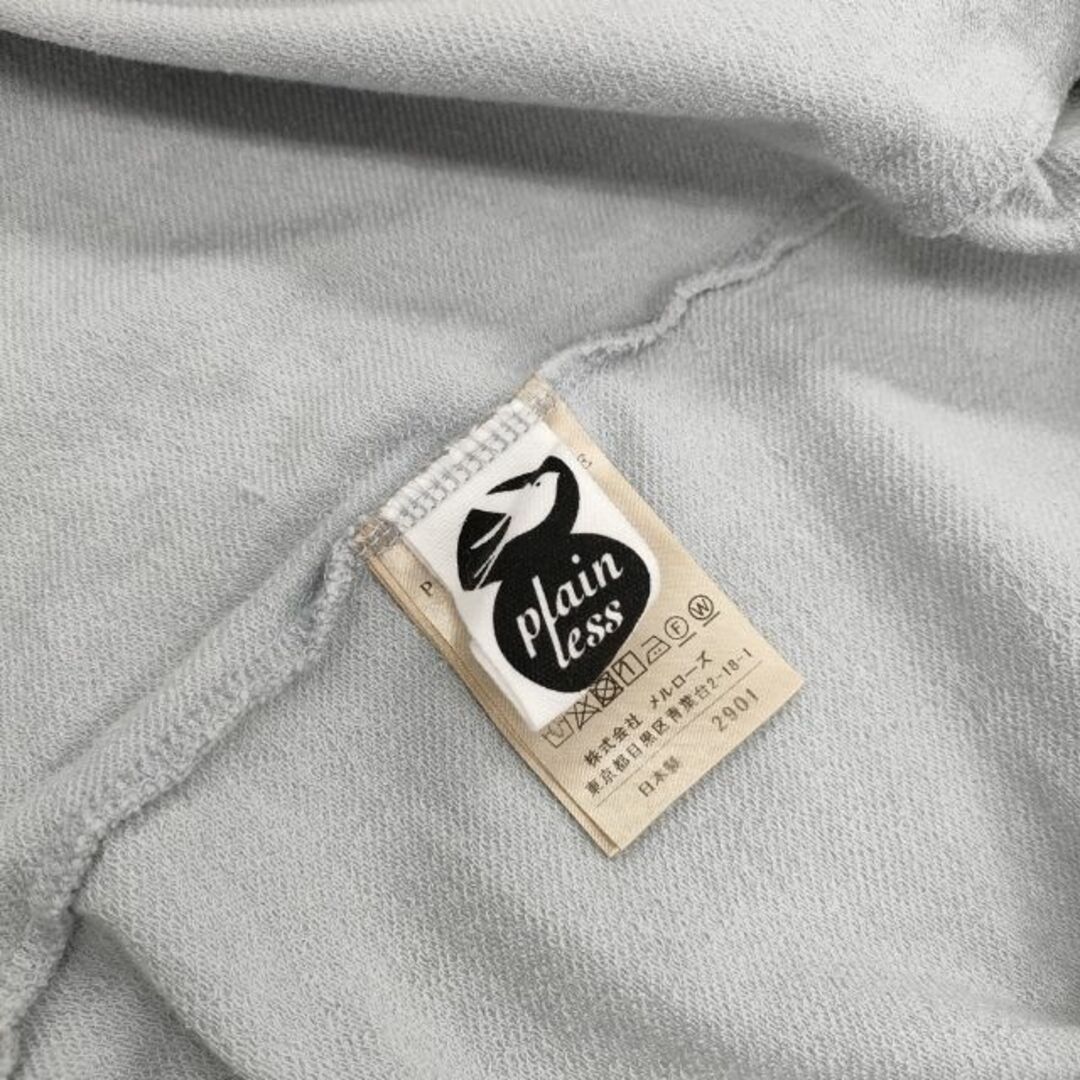 plain
less
P
株式会社 メルローズ
東京都目黒区青葉台2-18-1
日本製
2901